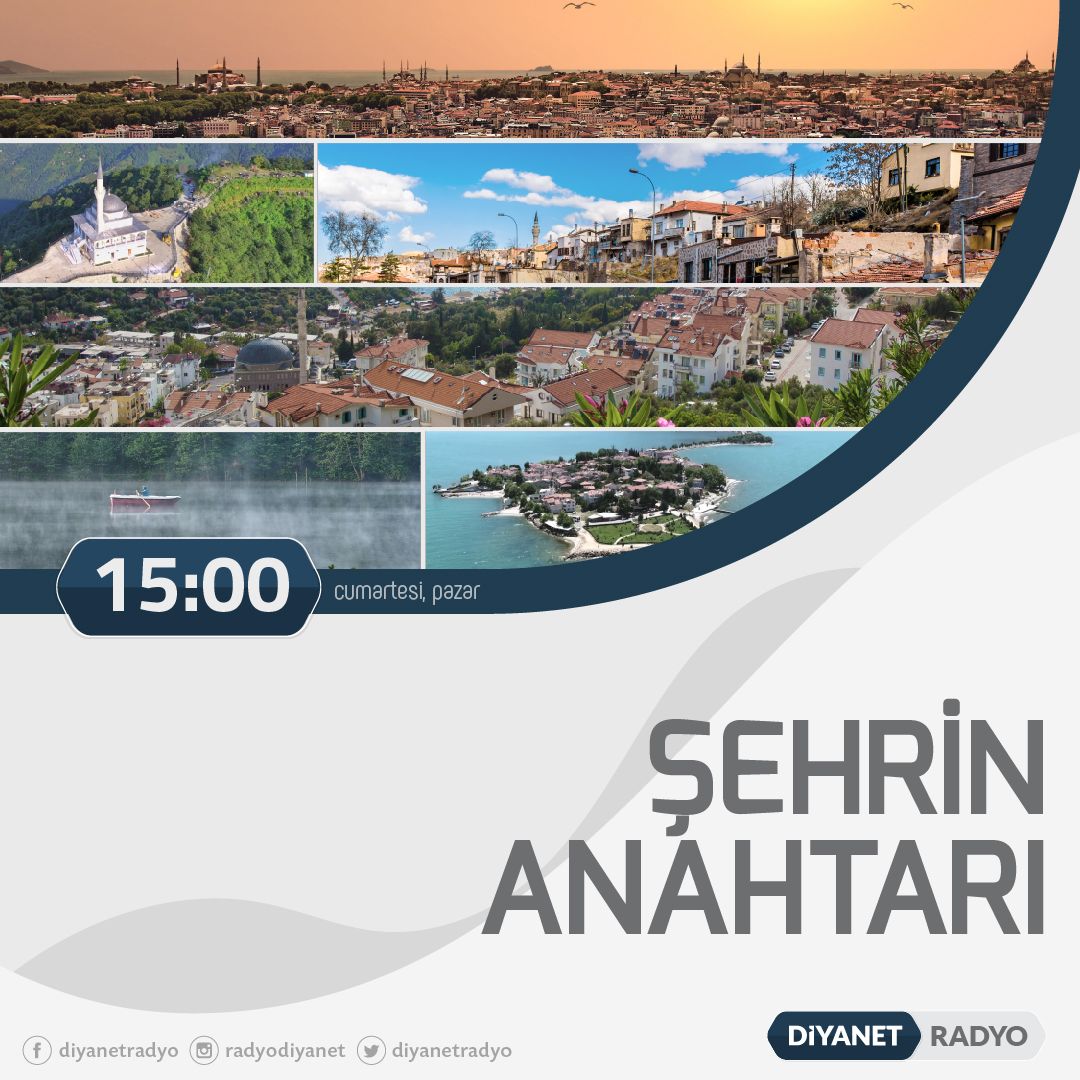 15:00
cumartesi, pazar
ŞEHRİN
ANAHTARI
diyanetradyo radyodiyanet diyanetradyo
DİYANET RADYO